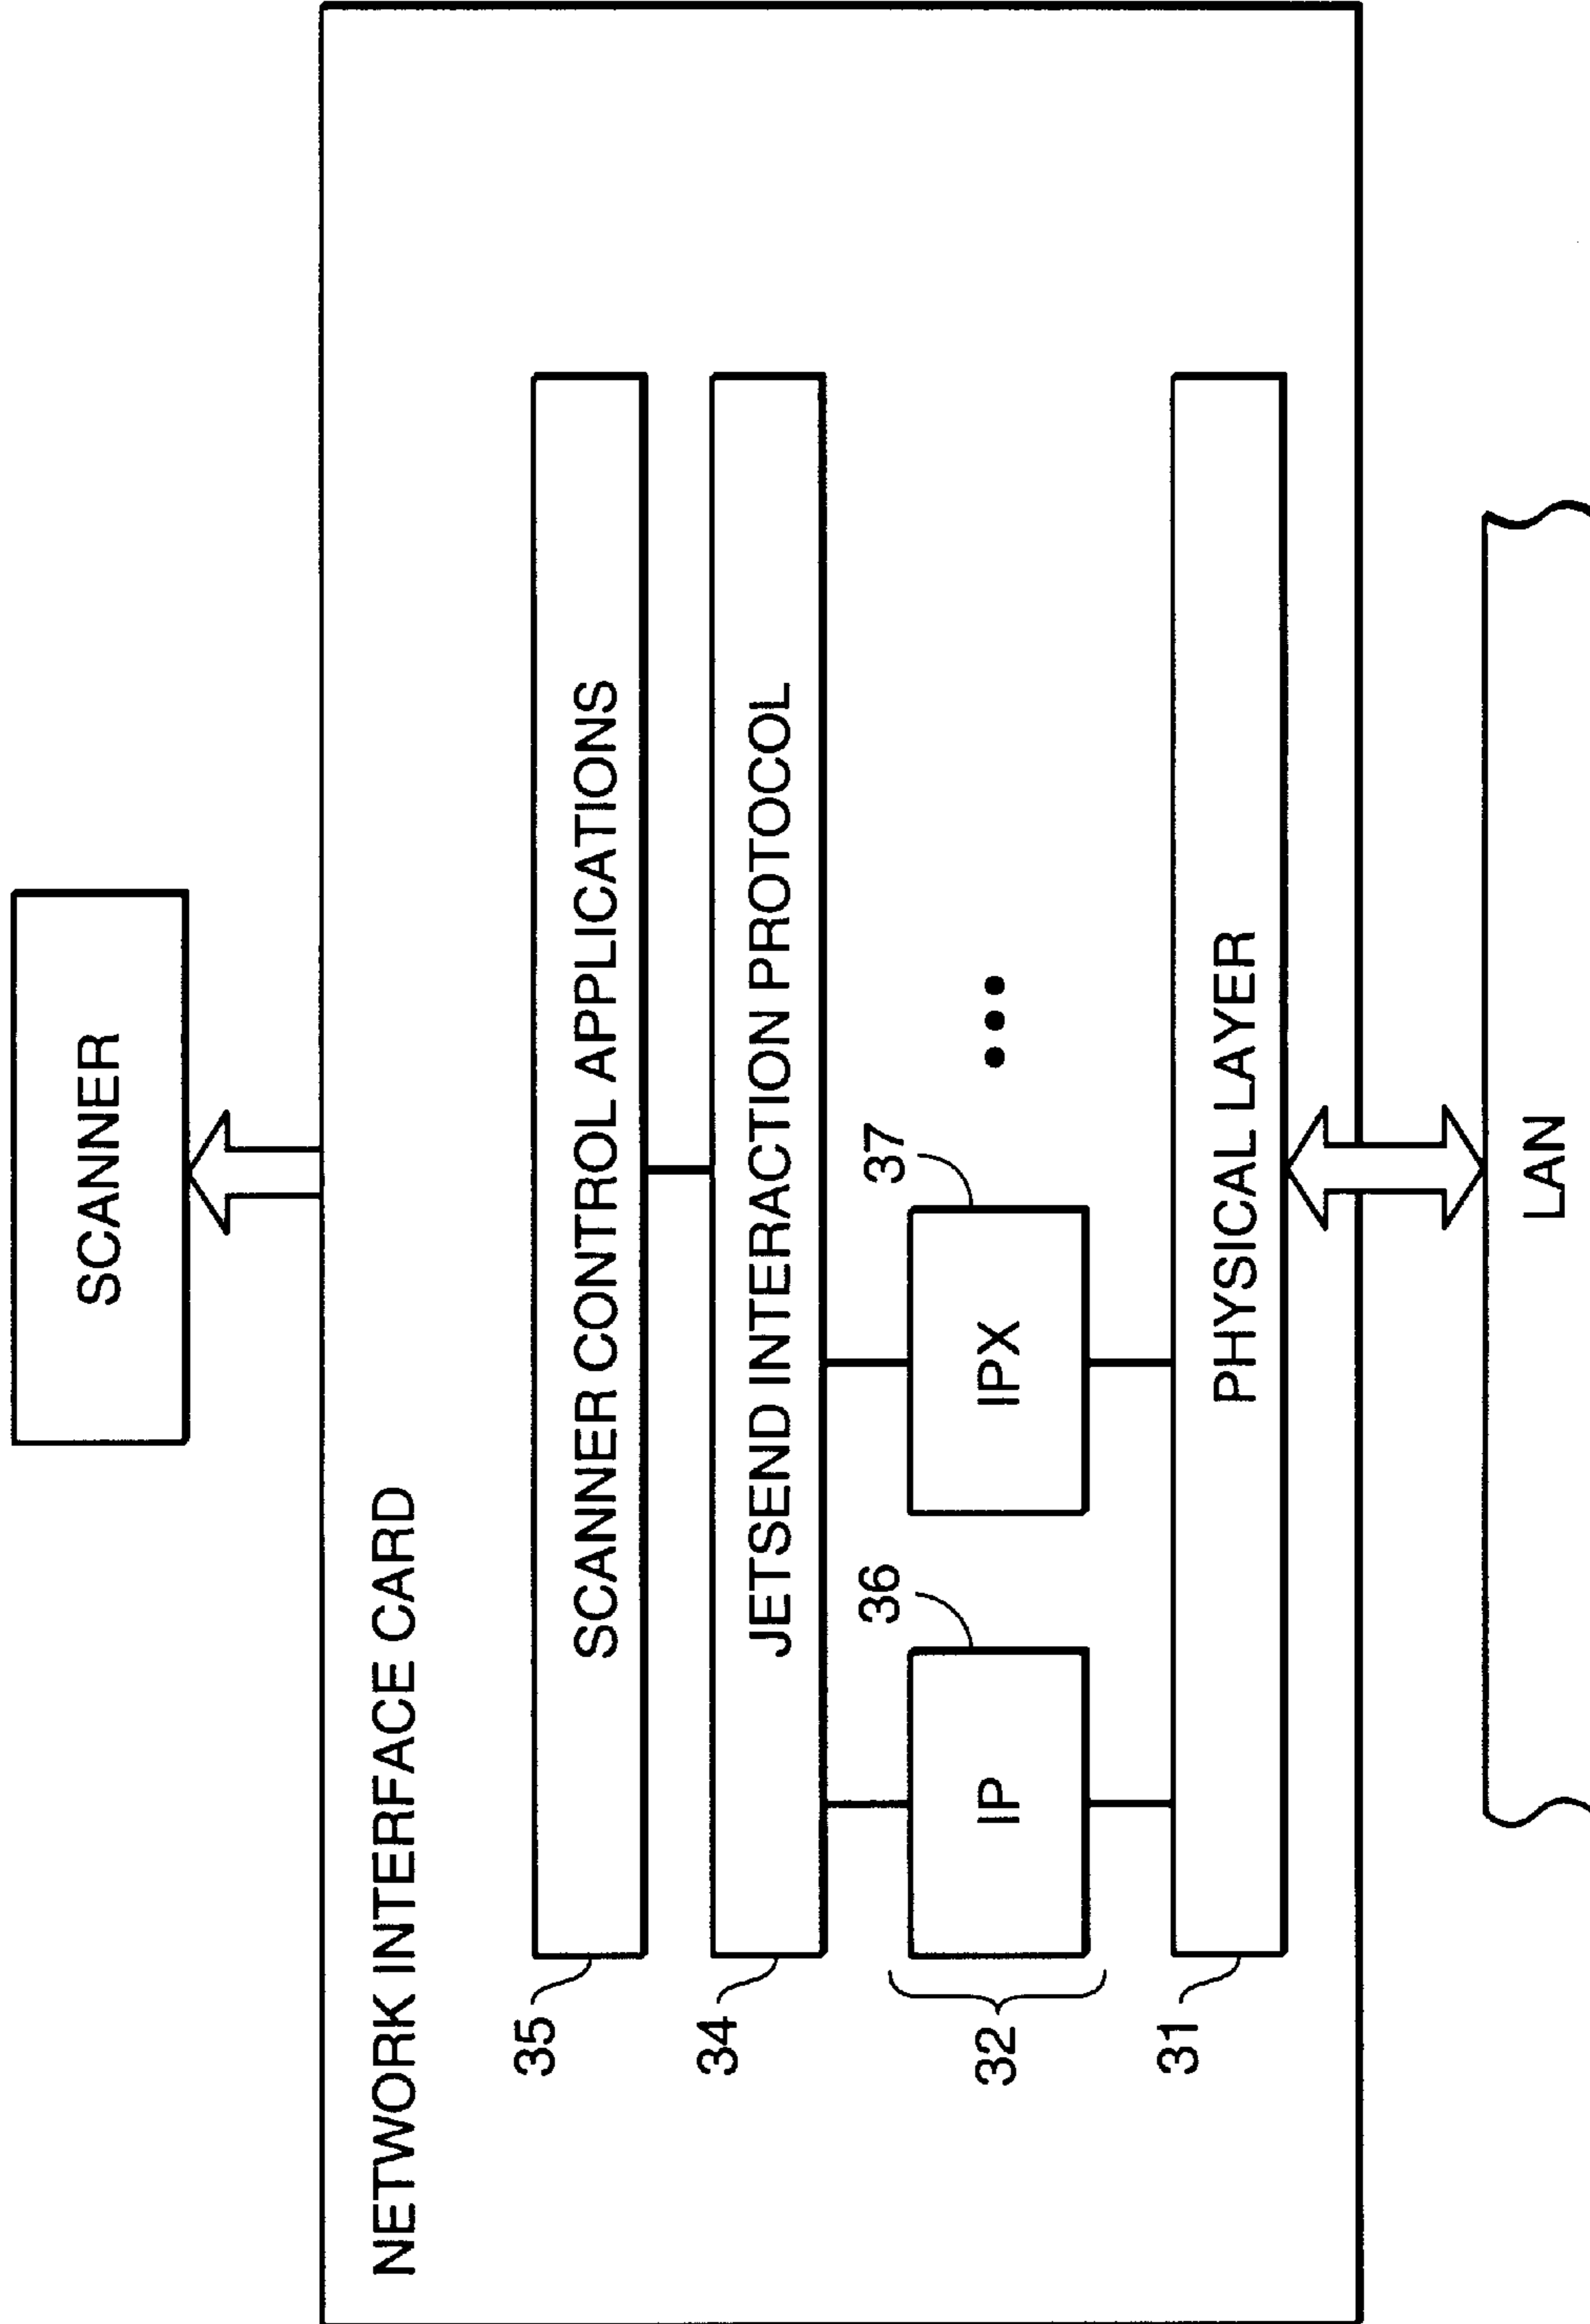 SCANNER
NETWORK INTERFACE CARD
35
SCANNER CONTROL APPLICATIONS
34
JETSEND INTERACTION PROTOCOL
36
37
32
IP
IPX
31
PHYSICAL LAYER
LAN